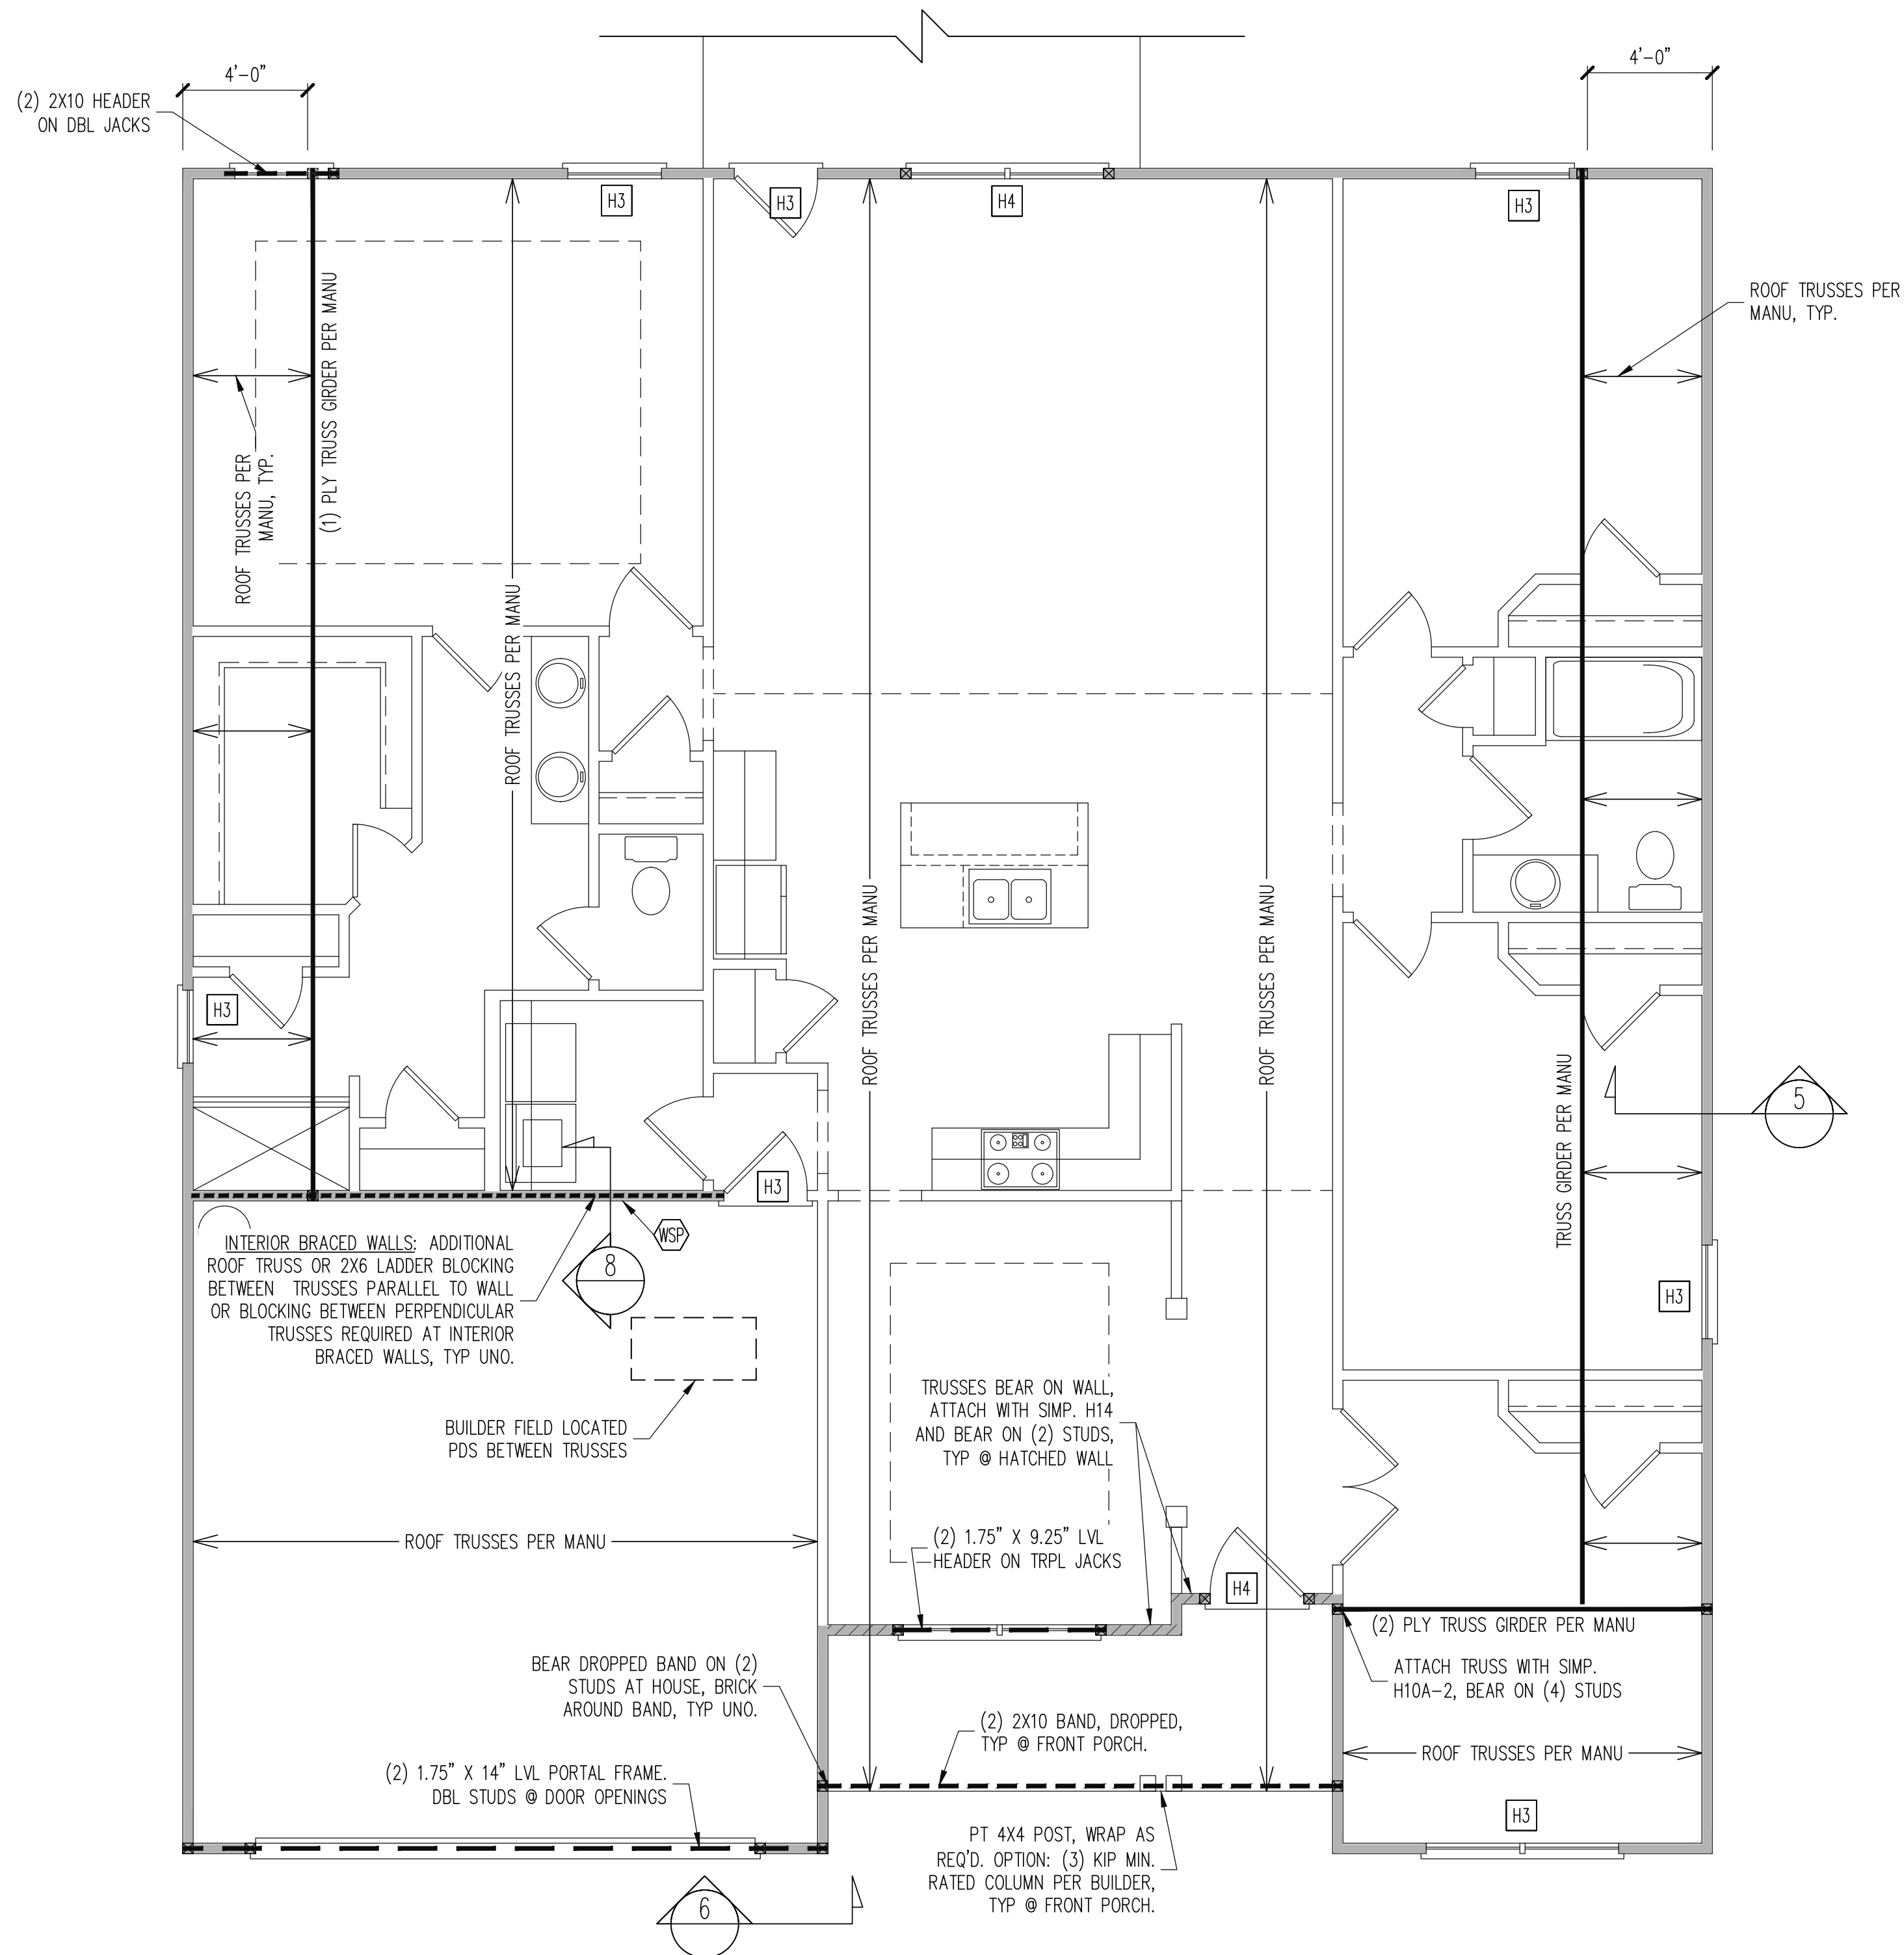 4'-0"
4'-0"
(2) 2X10 HEADER
ON DBL JACKS
H3
H3
H4
H3
ROOF TRUSSES PER
MANU, TYP.
(1) PLY TRUSS GIRDER PER MANU
ROOF TRUSSES PER
MANU, TYP.
ROOF TRUSSES PER MANU
ROOF TRUSSES PER MANU
ROOF TRUSSES PER MANU
H3
TRUSS GIRDER PER MANU
5
H3
WSP
INTERIOR BRACED WALLS: ADDITIONAL
ROOF TRUSS OR 2X6 LADDER BLOCKING
BETWEEN TRUSSES PARALLEL TO WALL
OR BLOCKING BETWEEN PERPENDICULAR
TRUSSES REQUIRED AT INTERIOR
BRACED WALLS, TYP UNO.
8
H3
BUILDER FIELD LOCATED
PDS BETWEEN TRUSSES
TRUSSES BEAR ON WALL,
ATTACH WITH SIMP. H14
AND BEAR ON (2) STUDS,
TYP @ HATCHED WALL
ROOF TRUSSES PER MANU
(2) 1.75" X 9.25" LVL
HEADER ON TRPL JACKS
H4
(2) PLY TRUSS GIRDER PER MANU
ATTACH TRUSS WITH SIMP.
H10A-2, BEAR ON (4) STUDS
BEAR DROPPED BAND ON (2)
STUDS AT HOUSE, BRICK
AROUND BAND, TYP UNO.
(2) 2X10 BAND, DROPPED,
TYP @ FRONT PORCH.
ROOF TRUSSES PER MANU
(2) 1.75" X 14" LVL PORTAL FRAME.
DBL STUDS @ DOOR OPENINGS
H3
PT 4X4 POST, WRAP AS
REQ'D. OPTION: (3) KIP MIN.
RATED COLUMN PER BUILDER,
TYP @ FRONT PORCH.
6